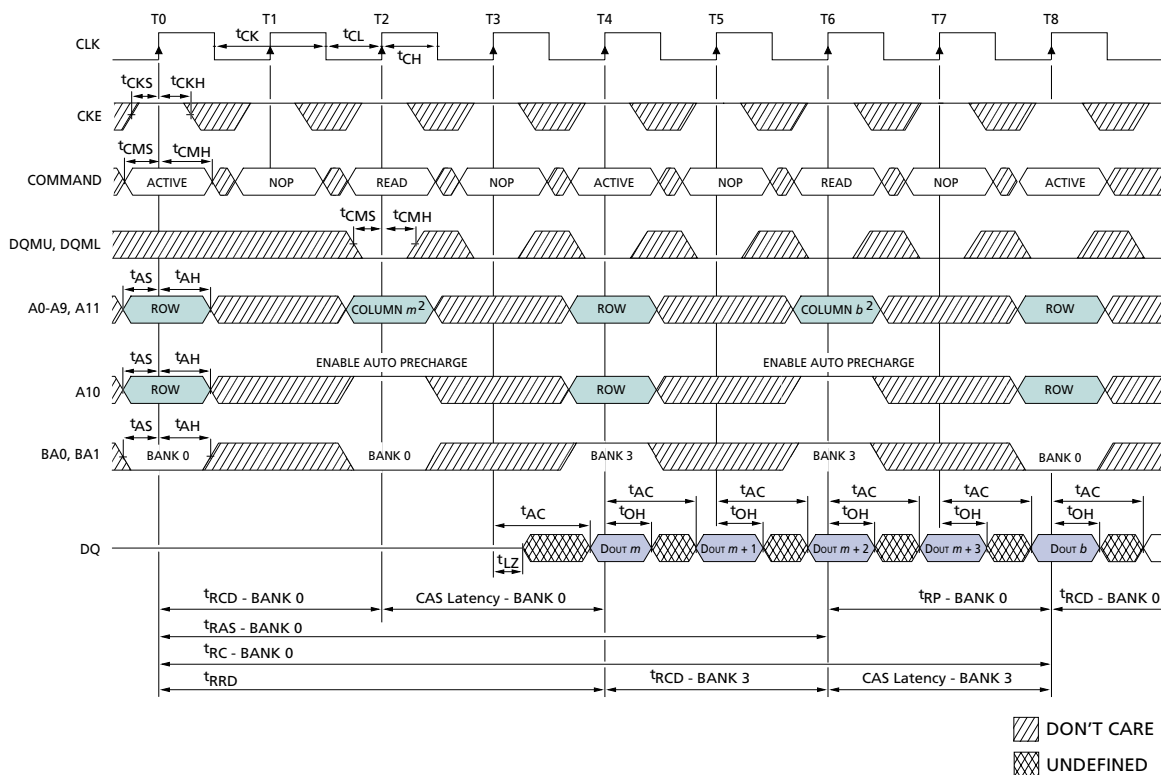 T0 T1 T2 T3 T4 T5 T6 T7 T8
CLK
tCK tCL
tCH
tCKS tCKH
CKE
tCMS tCMH
COMMAND ACTIVE NOP READ NOP ACTIVE NOP READ NOP ACTIVE
tCMS tCMH
DQMU, DQML
tAS tAH
A0-A9, A11 ROW COLUMN m2 ROW COLUMN b2 ROW
tAS tAH ENABLE AUTO PRECHARGE ENABLE AUTO PRECHARGE
A10 ROW ROW ROW
tAS tAH
BA0, BA1 BANK 0 BANK 0 BANK 3 BANK 3 BANK 0
tAC tAC tAC tAC tAC tAC
tOH tOH tOH tOH tOH
DQ DOUT m DOUT m + 1 DOUT m + 2 DOUT m + 3 DOUT b
tLZ
tRCD - BANK 0 CAS Latency - BANK 0 tRP - BANK 0 tRCD - BANK 0
tRAS - BANK 0
tRC - BANK 0
tRRD tRCD - BANK 3 CAS Latency - BANK 3
DON'T CARE
UNDEFINED